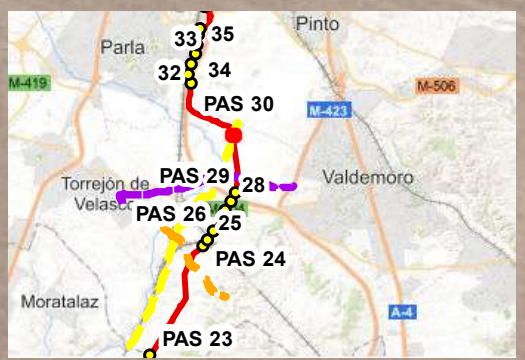 Pinto
33 35
Parla
32 34
M-419
M-506
PAS 30
M-423
PAS 29
Valdemoro
28
Torrejón de
Velasco
PAS 26
25
PAS 24
Moratalaz
A-4
PAS 23